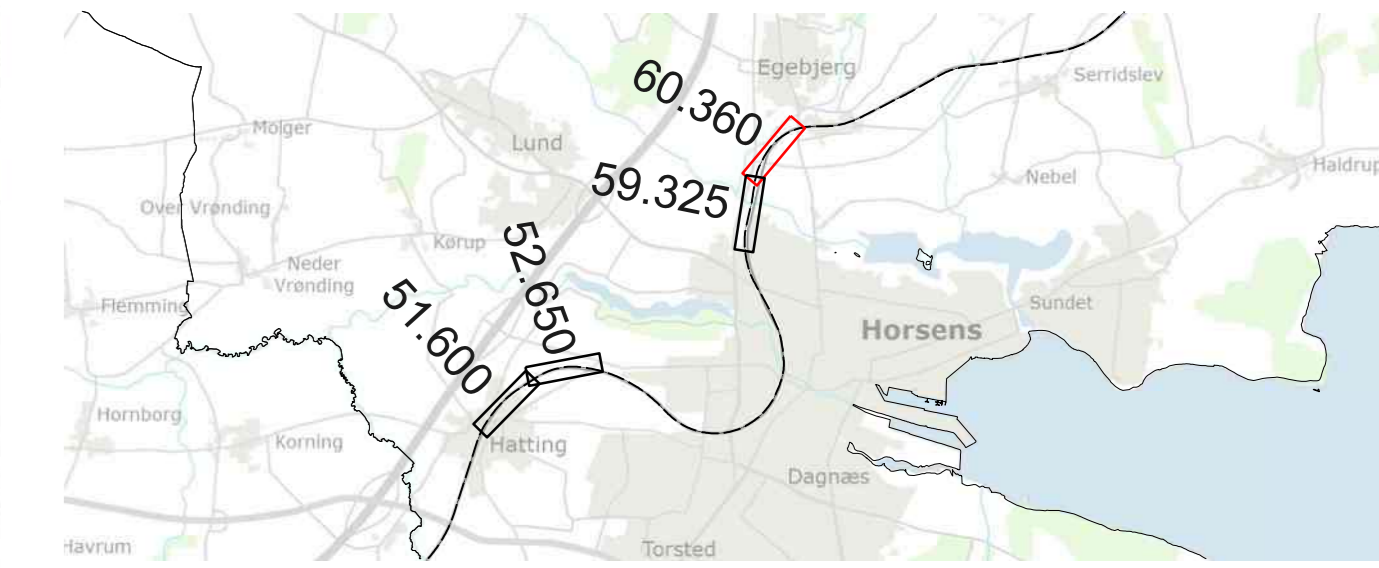 Egebjerg
Serridslev
60.360
Mølger
Lund
Haldrup
Nebel
59.325
Over Vrønding
Kørup
52.650
Neder
Vrønding
51.600
Flemming
Sundet
Horsens
Hornborg
Korning
Hatting
Dagnæs
Havrum
Torsted